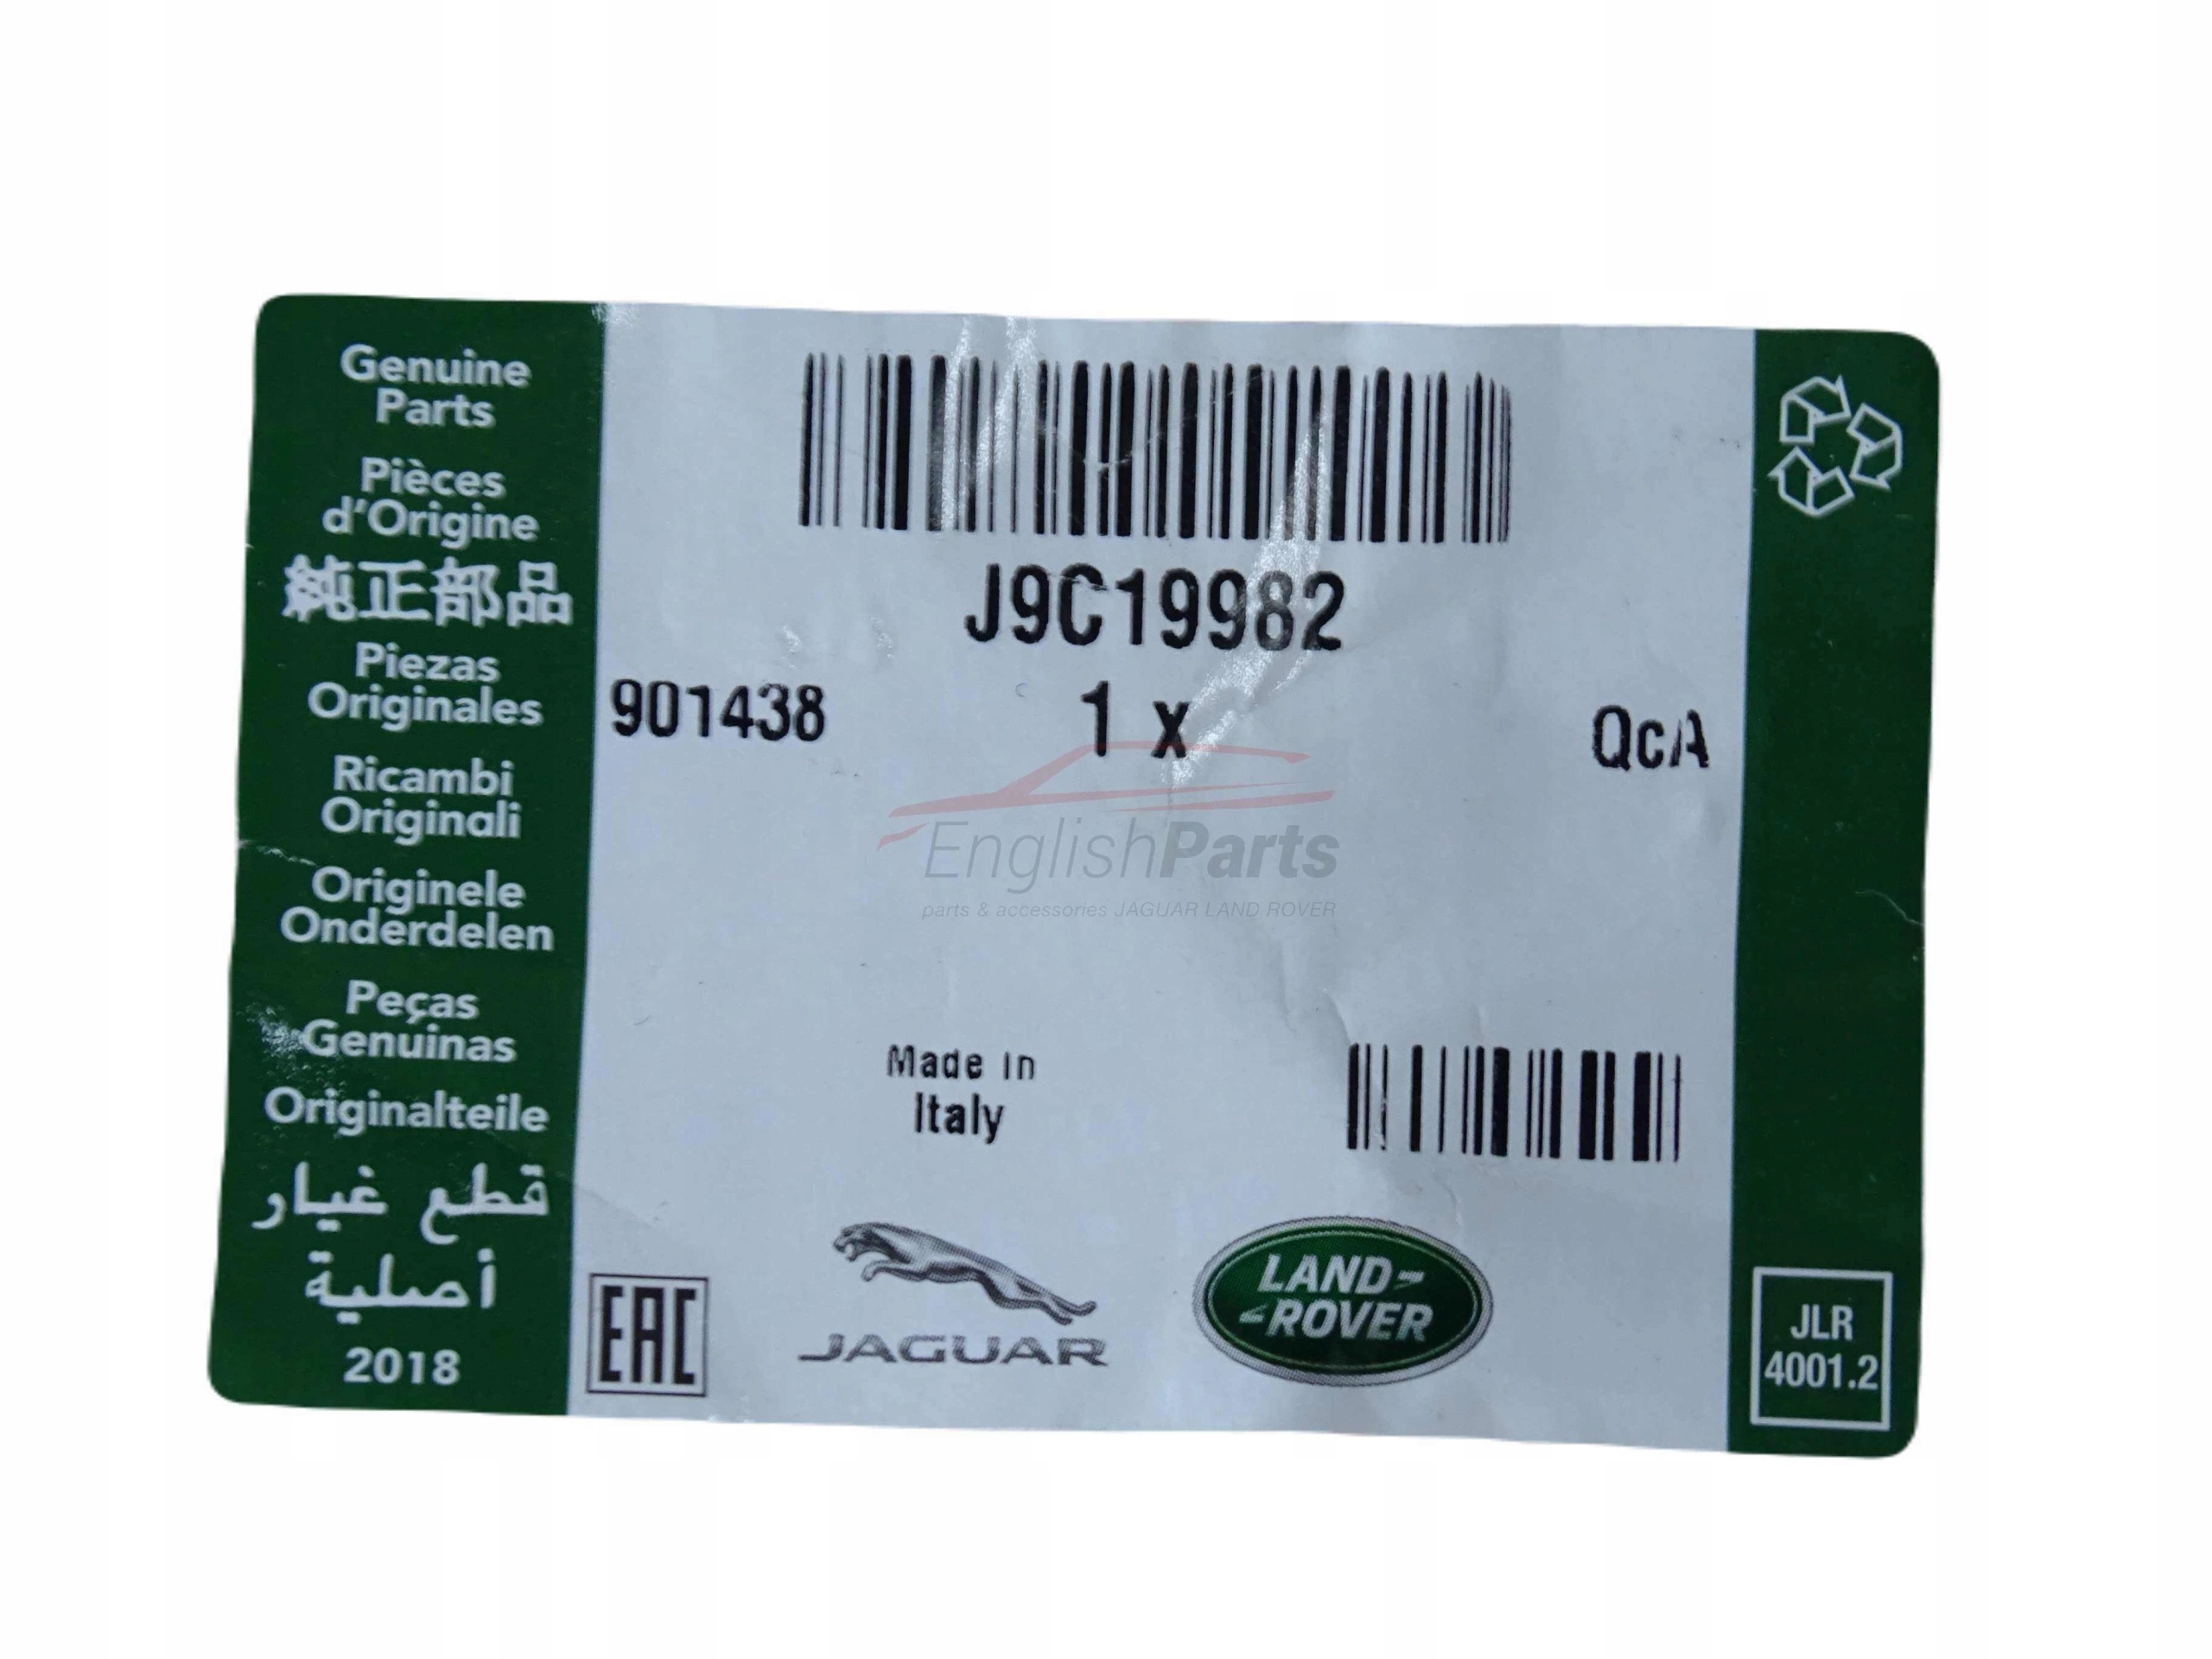 Genuine
Parts
Pièces
d'Origine
純正部品
Piezas
Originales
Ricambi
Originali
Originele
Onderdelen
Peças
Genuinas
Originalteile
قطع غيار
أصلية
2018
J9C19982
901438 1 x QcA
EnglishParts
parts & accessories JAGUAR LAND ROVER
Made in
Italy
EAC
JAGUAR
LAND-
-ROVER
JLR
4001.2